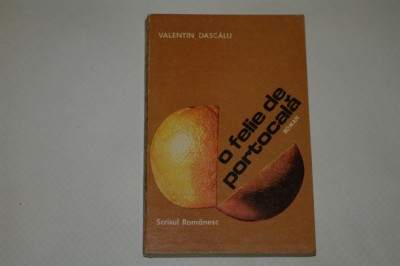 VALENTIN DASCĂLU
o felie de
portocală
ROMAN
Scrisul Românesc